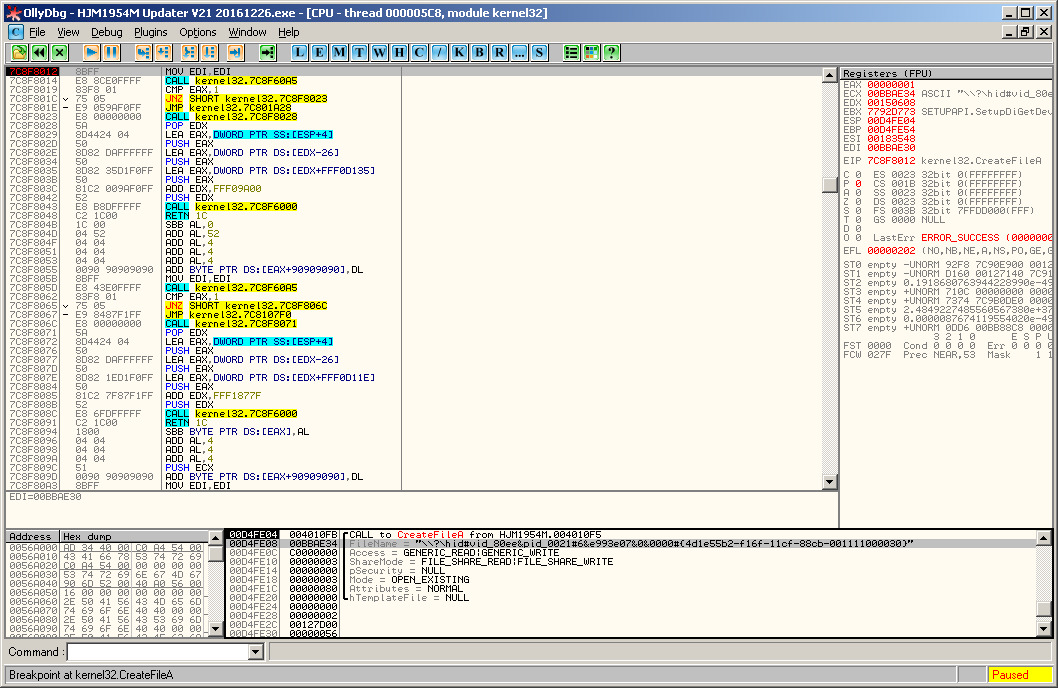 OllyDbg - HJM1954M Updater V21 20161226.exe - [CPU - thread 000005C8, module kernel32]
File View Debug Plugins Options Window Help
L E M T W H C / K B R ... S ?
7C8F8012 8BFF MOV EDI,EDI
7C8F8014 E8 8CE0FFFF CALL kernel32.7C8F60A5
7C8F8019 83F8 01 CMP EAX,1
7C8F801C 75 05 JNZ SHORT kernel32.7C8F8023
7C8F801E E9 059AF0FF JMP kernel32.7C801A28
7C8F8023 E8 00000000 CALL kernel32.7C8F8028
7C8F8028 5A POP EDX
7C8F8029 8D4424 04 LEA EAX,DWORD PTR SS:[ESP+4]
7C8F802D 50 PUSH EAX
7C8F802E 8D82 DAFFFFFF LEA EAX,DWORD PTR DS:[EDX-26]
7C8F8034 50 PUSH EAX
7C8F8035 8D82 35D1F0FF LEA EAX,DWORD PTR DS:[EDX+FFF0D135]
7C8F803B 50 PUSH EAX
7C8F803C 81C2 009AF0FF ADD EDX,FFF09A00
7C8F8042 52 PUSH EDX
7C8F8043 E8 B8DFFFFF CALL kernel32.7C8F6000
7C8F8048 C2 1C00 RETN 1C
7C8F804B 1C 00 SBB AL,0
7C8F804D 04 52 ADD AL,52
7C8F804F 04 04 ADD AL,4
7C8F8051 04 04 ADD AL,4
7C8F8053 04 04 ADD AL,4
7C8F8055 0090 90909090 ADD BYTE PTR DS:[EAX+90909090],DL
7C8F805B 8BFF MOV EDI,EDI
7C8F805D E8 43E0FFFF CALL kernel32.7C8F60A5
7C8F8062 83F8 01 CMP EAX,1
7C8F8065 75 05 JNZ SHORT kernel32.7C8F806C
7C8F8067 E9 8487F1FF JMP kernel32.7C8107F0
7C8F806C E8 00000000 CALL kernel32.7C8F8071
7C8F8071 5A POP EDX
7C8F8072 8D4424 04 LEA EAX,DWORD PTR SS:[ESP+4]
7C8F8076 50 PUSH EAX
7C8F8077 8D82 DAFFFFFF LEA EAX,DWORD PTR DS:[EDX-26]
7C8F807D 50 PUSH EAX
7C8F807E 8D82 1ED1F0FF LEA EAX,DWORD PTR DS:[EDX+FFF0D11E]
7C8F8084 50 PUSH EAX
7C8F8085 81C2 7F87F1FF ADD EDX,FFF1877F
7C8F808B 52 PUSH EDX
7C8F808C E8 6FDFFFFF CALL kernel32.7C8F6000
7C8F8091 C2 1C00 RETN 1C
7C8F8094 1800 SBB BYTE PTR DS:[EAX],AL
7C8F8096 04 04 ADD AL,4
7C8F8098 04 04 ADD AL,4
7C8F809A 04 04 ADD AL,4
7C8F809C 51 PUSH ECX
7C8F809D 0090 90909090 ADD BYTE PTR DS:[EAX+90909090],DL
7C8F80A3 8BFF MOV EDI,EDI
EDI=00BBAE30
Registers (FPU)
EAX 00000001
ECX 00BBAE34 ASCII "\\?\hid#vid_80ee
EDX 00150608
EBX 7792D773 SETUPAPI.SetupDiGetDev
ESP 00D4FE04
EBP 00D4FE54
ESI 00183548
EDI 00BBAE30
EIP 7C8F8012 kernel32.CreateFileA
C 0 ES 0023 32bit 0(FFFFFFFF)
P 0 CS 001B 32bit 0(FFFFFFFF)
A 0 SS 0023 32bit 0(FFFFFFFF)
Z 0 DS 0023 32bit 0(FFFFFFFF)
S 0 FS 003B 32bit 7FFDD000(FFF)
T 0 GS 0000 NULL
D 0
O 0 LastErr ERROR_SUCCESS (0000000
EFL 00000202 (NO,NB,NE,A,NS,PO,GE,G
ST0 empty -UNORM 92F8 7C90E900 0012
ST1 empty -UNORM D160 00127140 7C91
ST2 empty 0.1918680763944228990e-49
ST3 empty +UNORM 710C 00000000 0000
ST4 empty +UNORM 7374 7C9B0DE0 0000
ST5 empty 2.4849227485560567380e+37
ST6 empty 0.0000087674119554020e-49
ST7 empty +UNORM 0DD6 00BB88C8 0000
3 2 1 0 E S P U
FST 0000 Cond 0 0 0 0 Err 0 0 0 0
FCW 027F Prec NEAR,53 Mask 1 1
Address Hex dump
0056A000 AD 34 40 00 C0 A4 54 00
0056A008 43 41 66 78 53 74 72 69
0056A010 C0 A4 54 00 00 00 00 00
0056A030 53 74 72 69 6E 67 4D 67
0056A040 90 6D 52 00 40 A0 56 00
0056A050 16 00 00 00 00 00 00 00
0056A060 2E 50 41 56 43 4D 65 6D
0056A070 74 69 6F 6E 40 40 00 00
0056A080 2E 50 41 56 43 53 69 6D
0056A090 74 69 6F 6E 40 40 00 00
00D4FE04 004010FB CALL to CreateFileA from HJM1954M.004010F5
00D4FE08 00BBAE34 FileName = "\\?\hid#vid_80ee&pid_0021#6&e993e07&0&0000#{4d1e55b2-f16f-11cf-88cb-001111000030}"
00D4FE0C C0000000 Access = GENERIC_READ|GENERIC_WRITE
00D4FE10 00000003 ShareMode = FILE_SHARE_READ|FILE_SHARE_WRITE
00D4FE14 00000000 pSecurity = NULL
00D4FE18 00000003 Mode = OPEN_EXISTING
00D4FE1C 00000080 Attributes = NORMAL
00D4FE20 00000000 hTemplateFile = NULL
00D4FE24 00000000
00D4FE28 00000002
00D4FE2C 00127D00
00D4FE30 00000056
Command :
Breakpoint at kernel32.CreateFileA
Paused